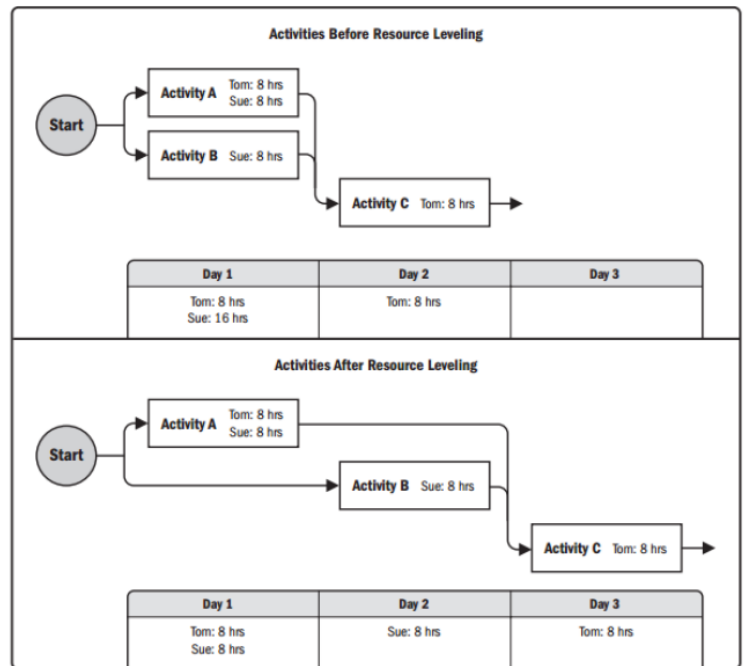 Activities Before Resource Leveling
Start
Activity A
Tom: 8 hrs
Sue: 8 hrs
Activity B Sue: 8 hrs
Activity C Tom: 8 hrs
Day 1 Day 2 Day 3
Tom: 8 hrs Tom: 8 hrs
Sue: 16 hrs
Activities After Resource Leveling
Start
Activity A
Tom: 8 hrs
Sue: 8 hrs
Activity B Sue: 8 hrs
Activity C Tom: 8 hrs
Day 1 Day 2 Day 3
Tom: 8 hrs Sue: 8 hrs Tom: 8 hrs
Sue: 8 hrs